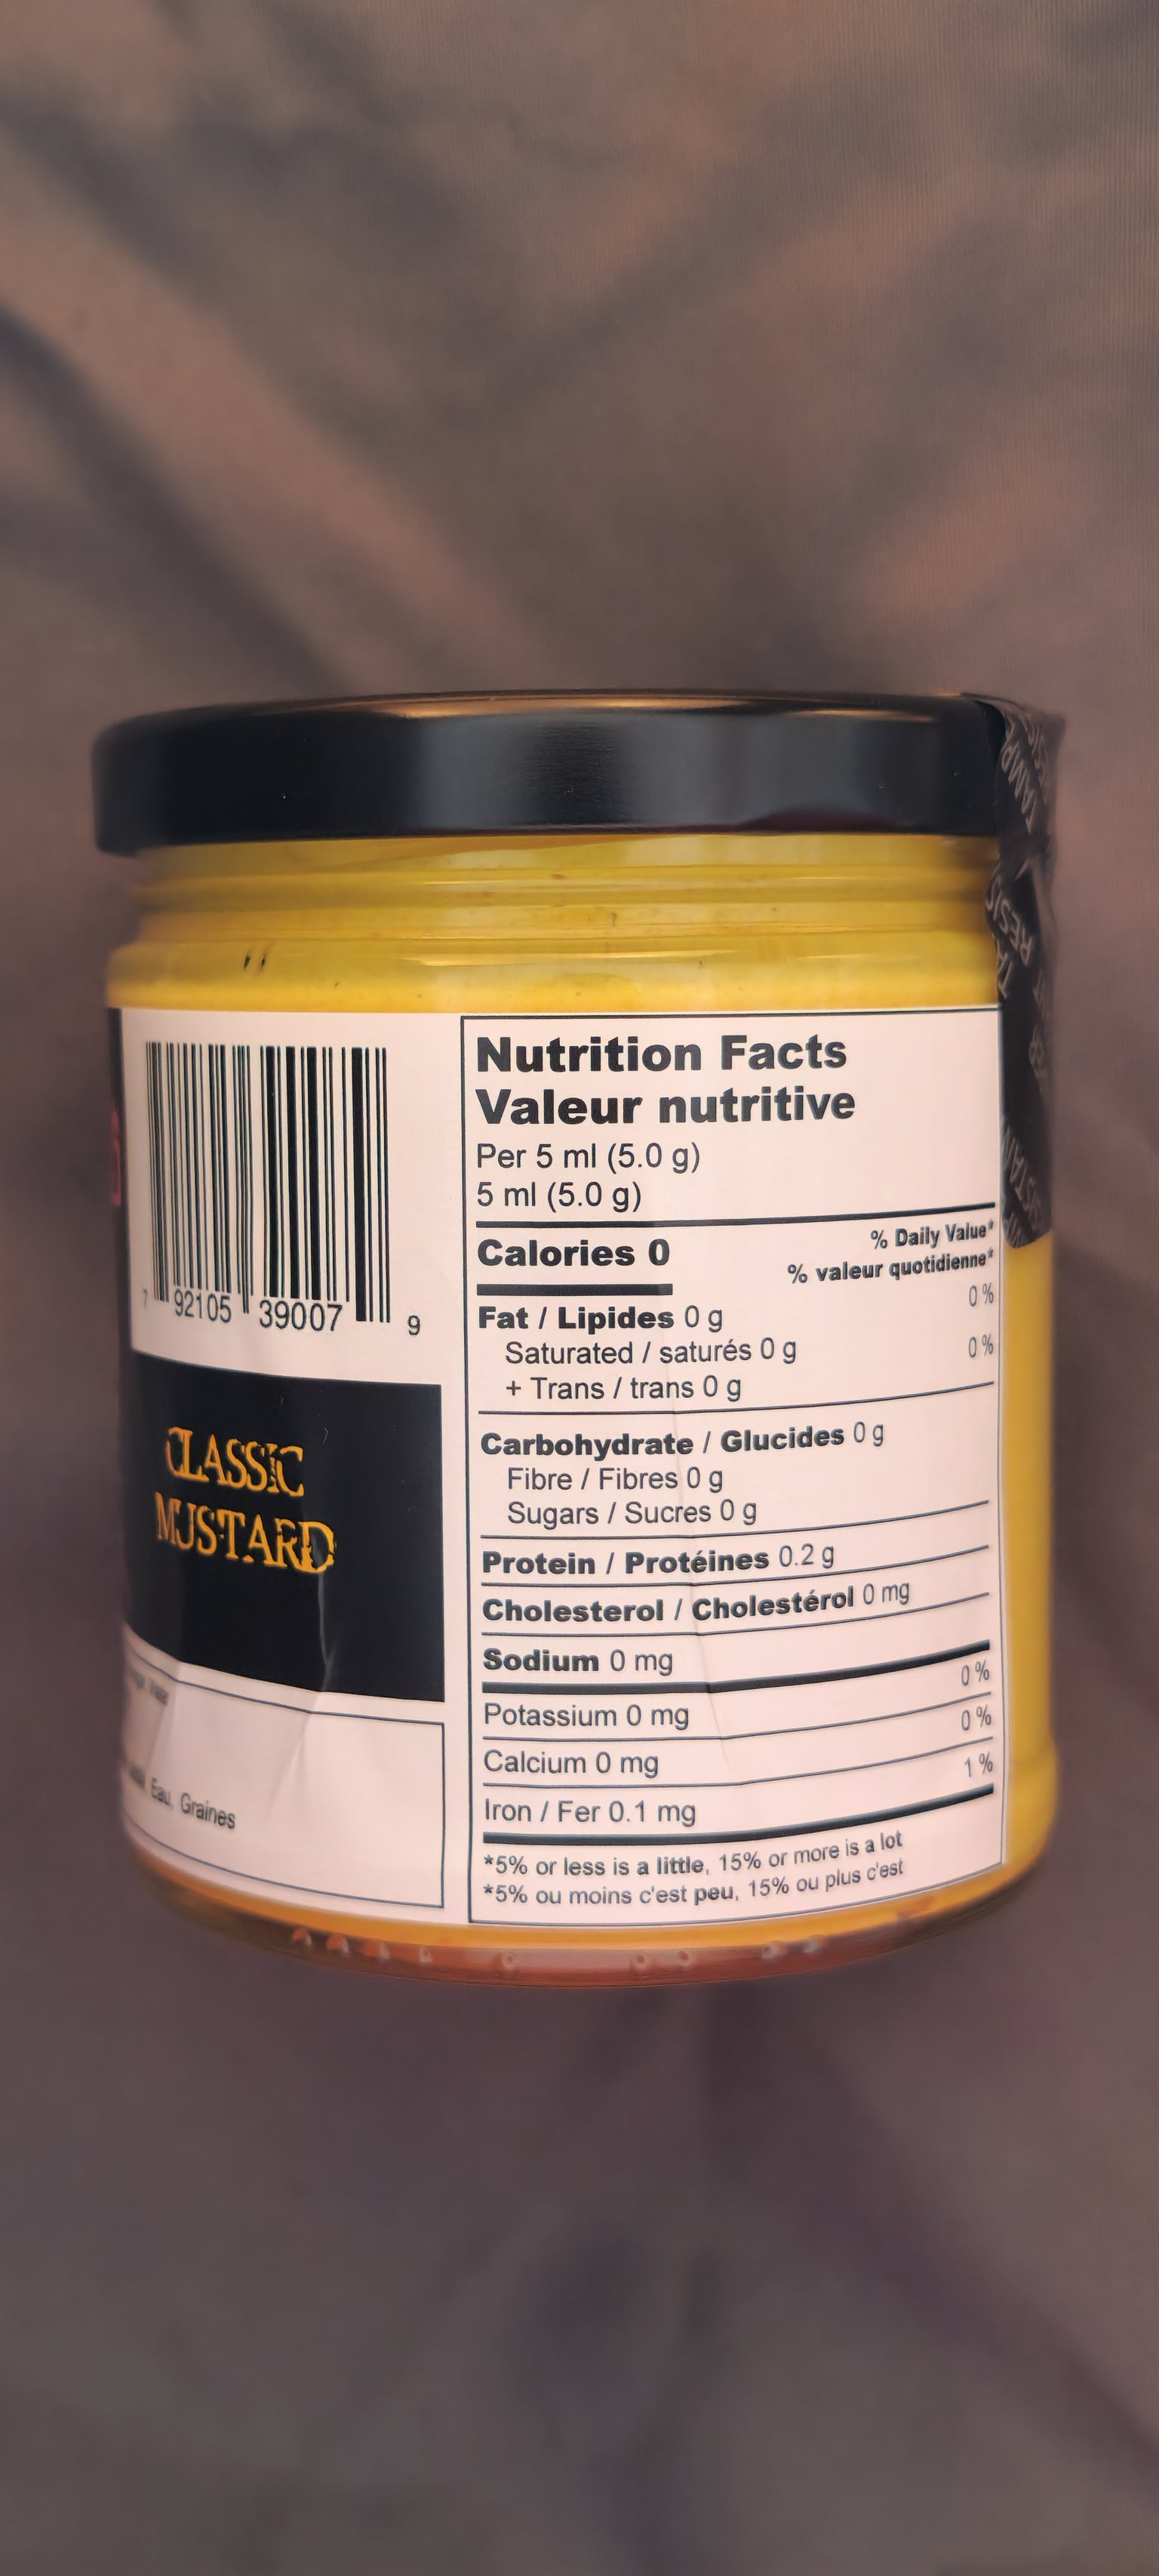 7 92105 39007 9
CLASSIC
MUSTARD
Eau, Graines
Nutrition Facts
Valeur nutritive
Per 5 ml (5.0 g)
5 ml (5.0 g)
Calories 0
% Daily Value*
% valeur quotidienne*
Fat / Lipides 0 g 0 %
Saturated / saturés 0 g 0 %
+ Trans / trans 0 g
Carbohydrate / Glucides 0 g
Fibre / Fibres 0 g
Sugars / Sucres 0 g
Protein / Protéines 0.2 g
Cholesterol / Cholestérol 0 mg
Sodium 0 mg
Potassium 0 mg 0 %
Calcium 0 mg 0 %
Iron / Fer 0.1 mg 1 %
*5% or less is a little, 15% or more is a lot
*5% ou moins c'est peu, 15% ou plus c'est